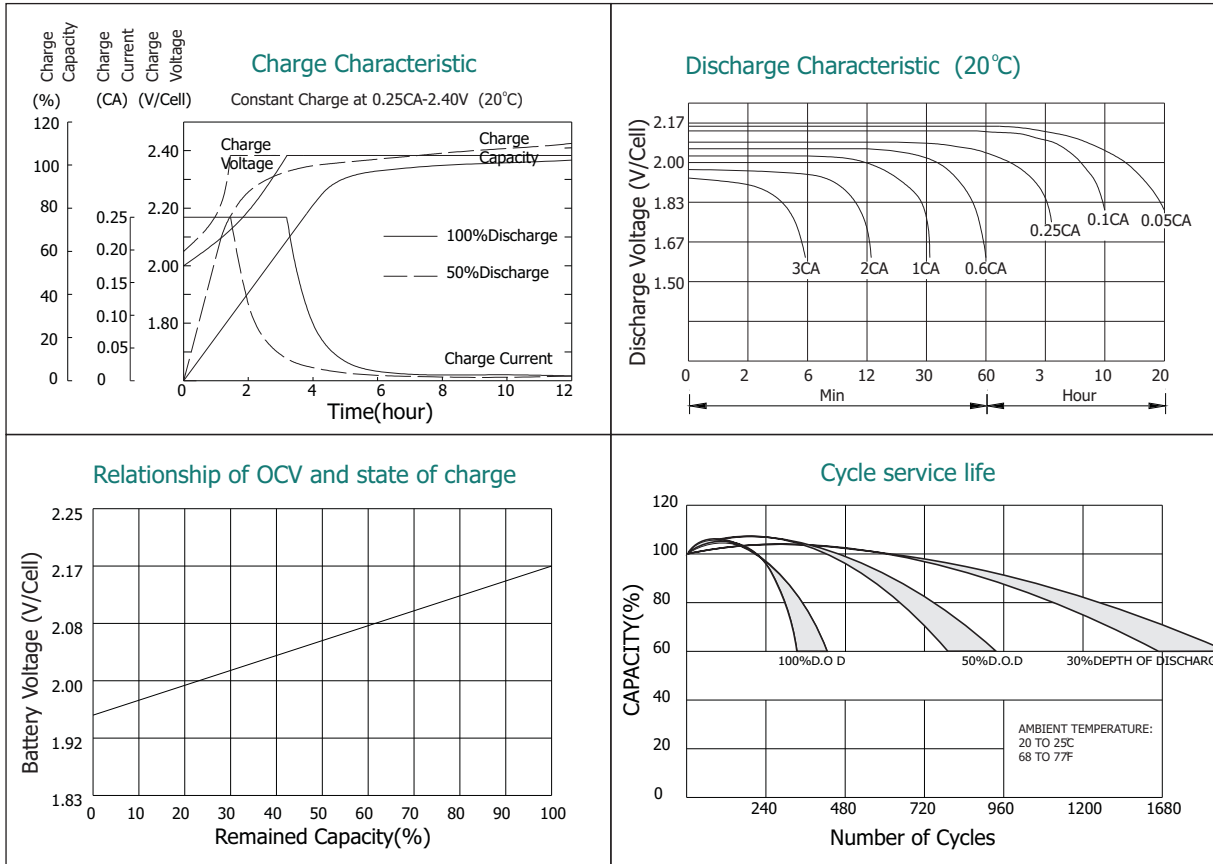 Charge Capacity
Charge Current
Charge Voltage
(%) (CA) (V/Cell)
Charge Characteristic
Constant Charge at 0.25CA-2.40V (20°C)
120
100
80
60
40
20
0
0.25
0.20
0.15
0.10
0.05
0
2.40
2.20
2.00
1.80
Charge Voltage
Charge Capacity
100%Discharge
50%Discharge
Charge Current
0 2 4 6 8 10 12
Time(hour)
Discharge Characteristic (20°C)
Discharge Voltage (V/Cell)
2.17
2.00
1.83
1.67
1.50
3CA 2CA 1CA 0.6CA 0.25CA 0.1CA 0.05CA
0 2 6 12 30 60 3 10 20
Min Hour
Relationship of OCV and state of charge
Battery Voltage (V/Cell)
2.25
2.17
2.08
2.00
1.92
1.83
0 10 20 30 40 50 60 70 80 90 100
Remained Capacity(%)
Cycle service life
CAPACITY(%)
120
100
80
60
40
20
0
100%D.O D 50%D.O.D 30%DEPTH OF DISCHARG
AMBIENT TEMPERATURE:
20 TO 25°C
68 TO 77°F
240 480 720 960 1200 1680
Number of Cycles